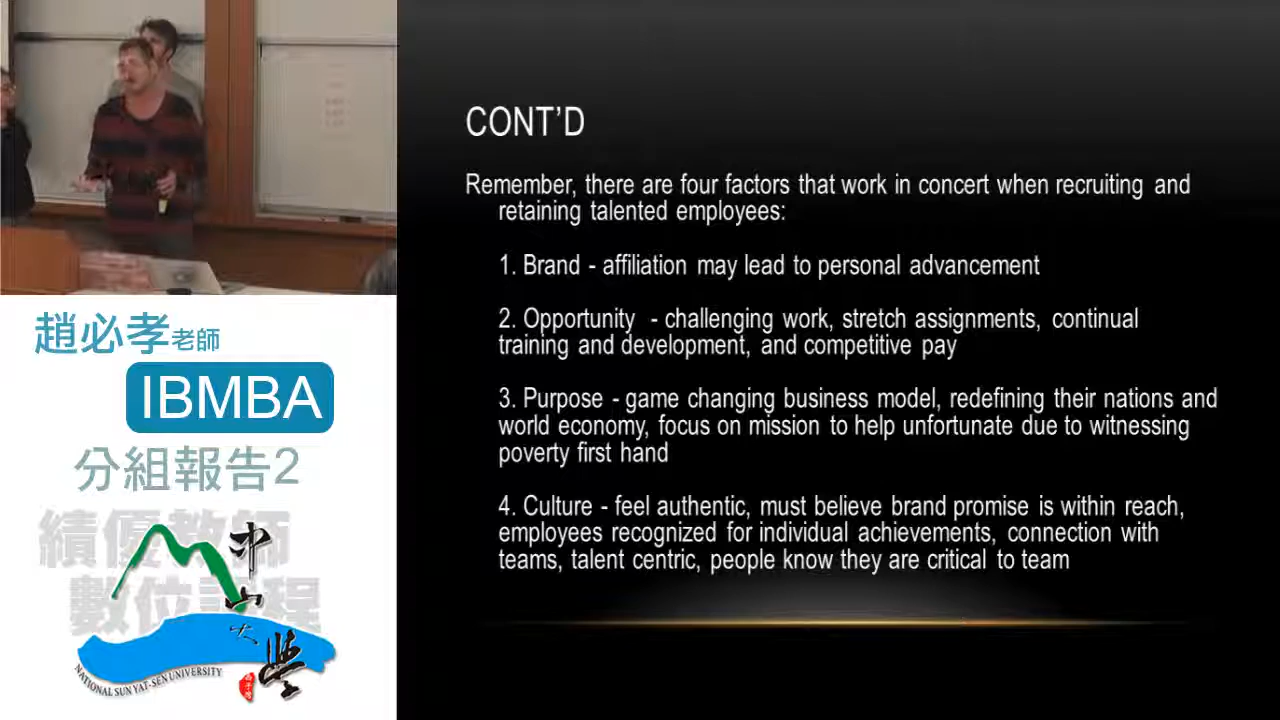 CONT'D
Remember, there are four factors that work in concert when recruiting and
retaining talented employees:
1. Brand - affiliation may lead to personal advancement
2. Opportunity - challenging work, stretch assignments, continual
training and development, and competitive pay
3. Purpose - game changing business model, redefining their nations and
world economy, focus on mission to help unfortunate due to witnessing
poverty first hand
4. Culture - feel authentic, must believe brand promise is within reach,
employees recognized for individual achievements, connection with
teams, talent centric, people know they are critical to team
趙必孝老師
IBMBA
分組報告2
績優教師
數位課程
中山大學
NATIONAL SUN YAT-SEN UNIVERSITY